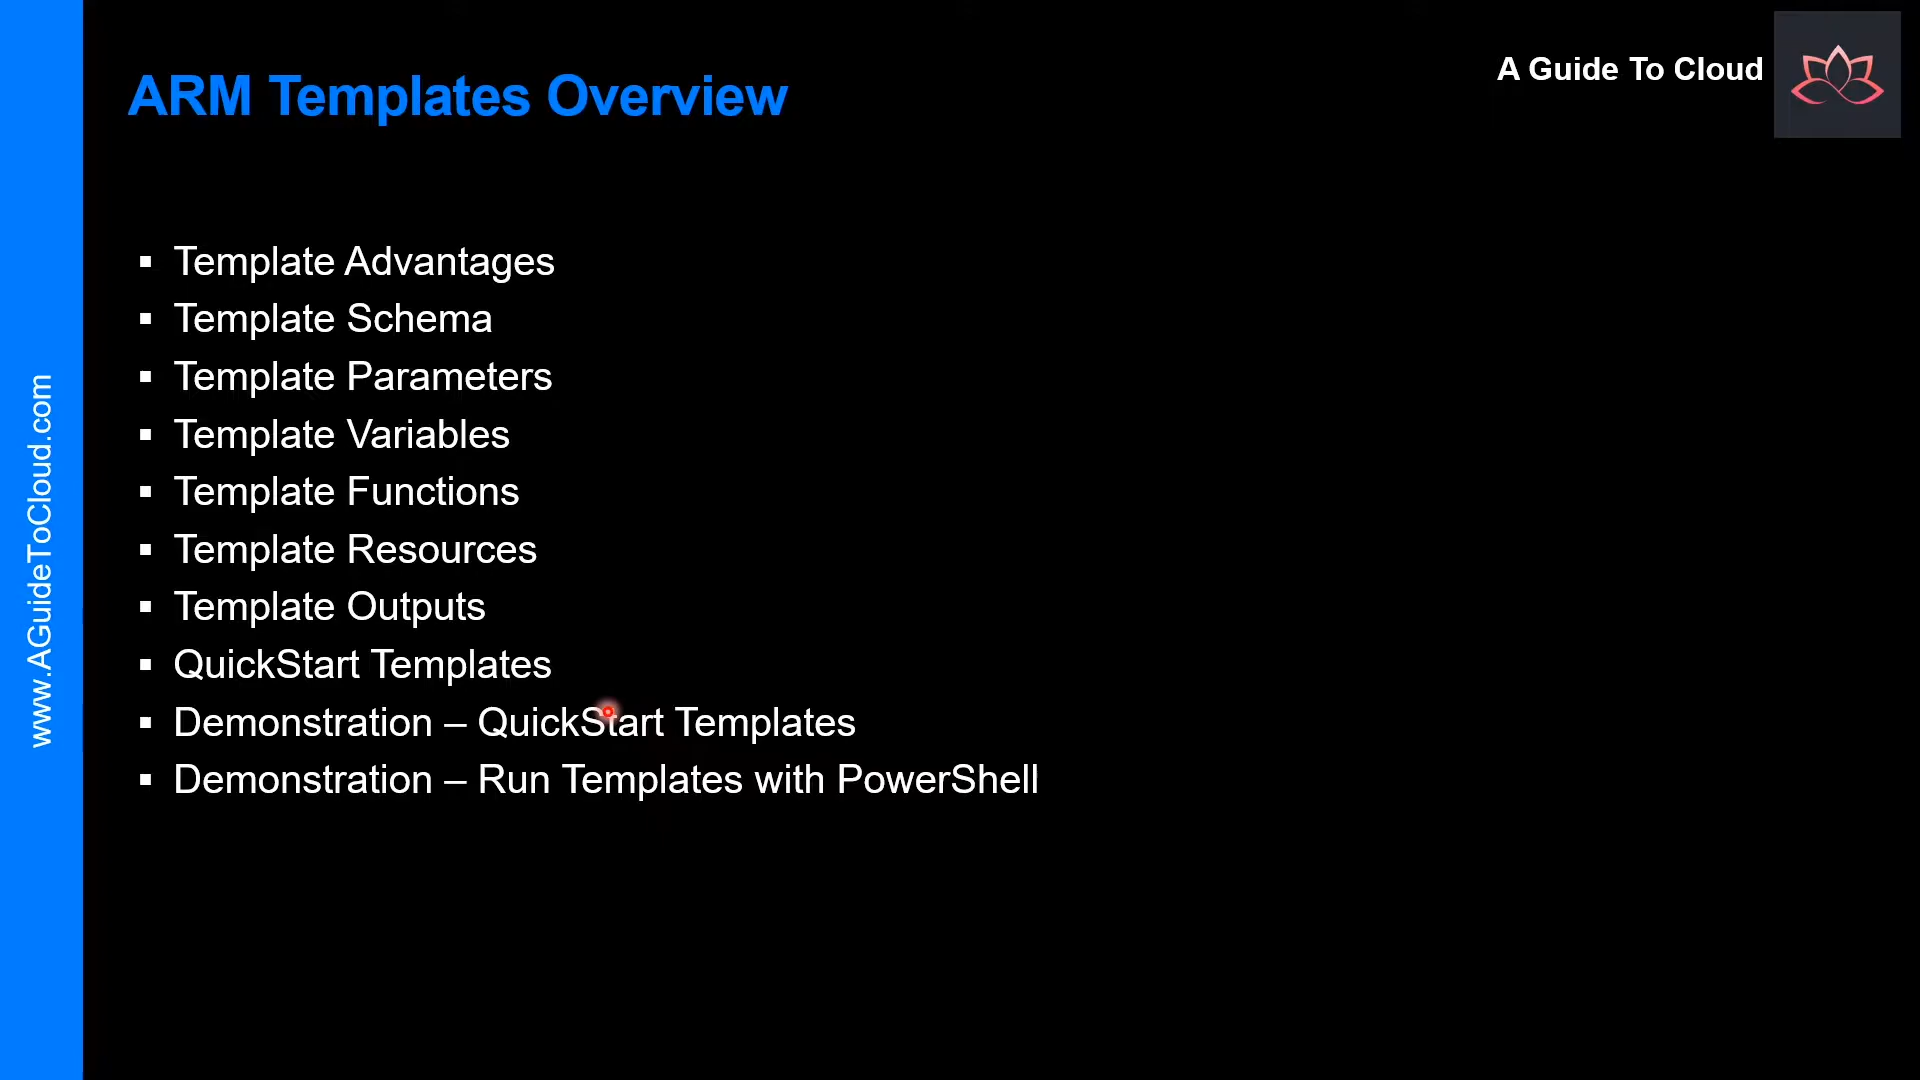 ARM Templates Overview
A Guide To Cloud
▪ Template Advantages
▪ Template Schema
▪ Template Parameters
▪ Template Variables
▪ Template Functions
▪ Template Resources
▪ Template Outputs
▪ QuickStart Templates
▪ Demonstration – QuickStart Templates
▪ Demonstration – Run Templates with PowerShell
www.AGuideToCloud.com